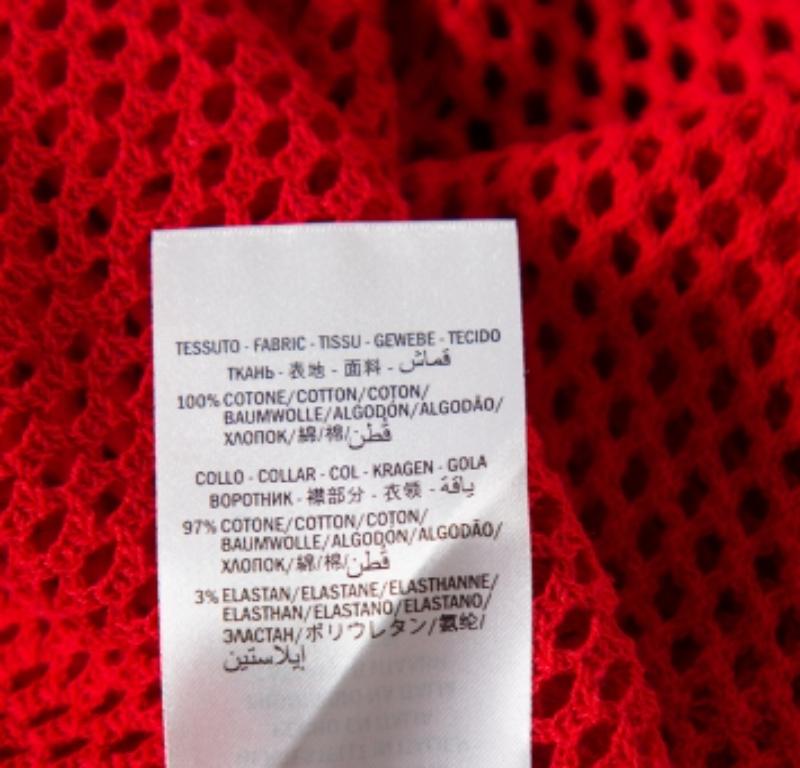 TESSUTO - FABRIC - TISSU - GEWEBE - TECIDO
ТКАНЬ - 表地 - 面料 - قماش
100% COTONE/COTTON/COTON/
BAUMWOLLE/ALGODÓN/ALGODÃO/
ХЛОПОК/綿/棉/قطن
COLLO - COLLAR - COL - KRAGEN - GOLA
ВОРОТНИК - 襟部分 - 衣领 - ياقة
97% COTONE/COTTON/COTON/
BAUMWOLLE/ALGODÓN/ALGODÃO/
ХЛОПОК/綿/棉/قطن
3% ELASTAN/ELASTANE/ELASTHANNE/
ELASTHAN/ELASTANO/ELASTANO/
ЭЛАСТАН/ポリウレタン/氨纶/
إيلاستين